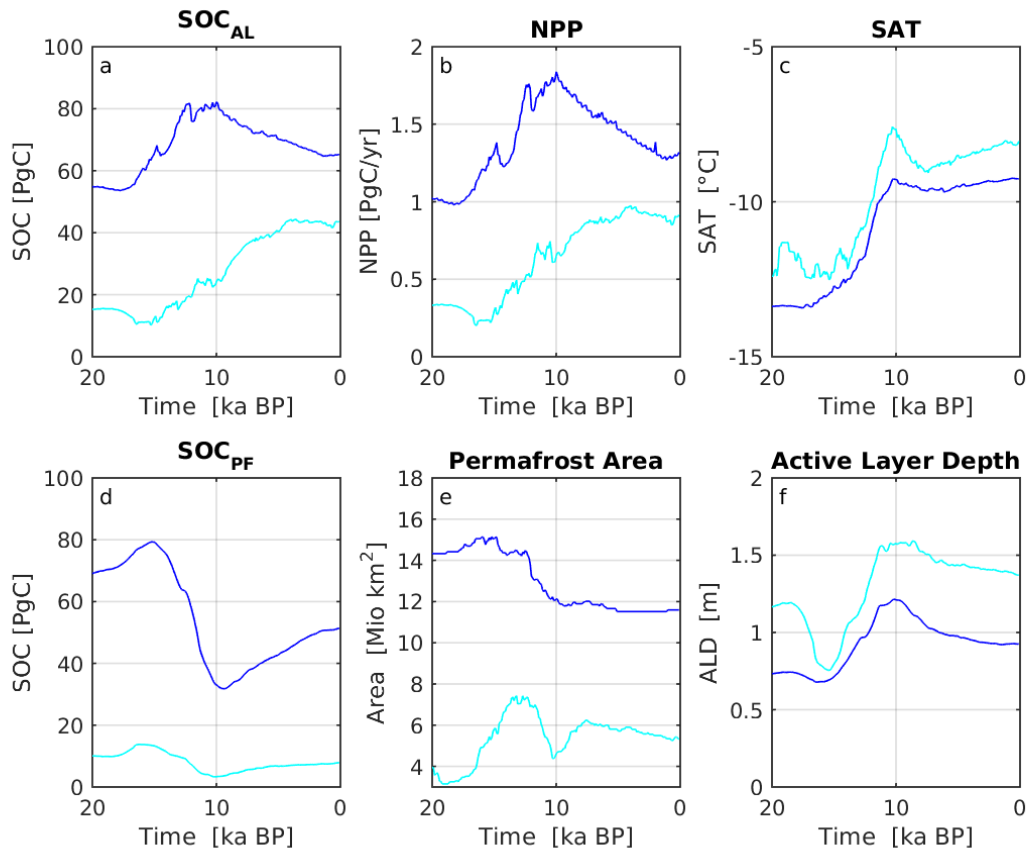 SOC_AL
NPP
SAT
a
b
c
100
80
60
40
20
0
SOC [PgC]
20
10
0
Time [ka BP]
2
1.5
1
0.5
0
NPP [PgC/yr]
20
10
0
Time [ka BP]
-5
-10
-15
SAT [°C]
20
10
0
Time [ka BP]
SOC_PF
Permafrost Area
Active Layer Depth
d
e
f
100
80
60
40
20
0
SOC [PgC]
20
10
0
Time [ka BP]
18
16
14
12
10
8
6
4
Area [Mio km²]
20
10
0
Time [ka BP]
2
1.5
1
0.5
0
ALD [m]
20
10
0
Time [ka BP]